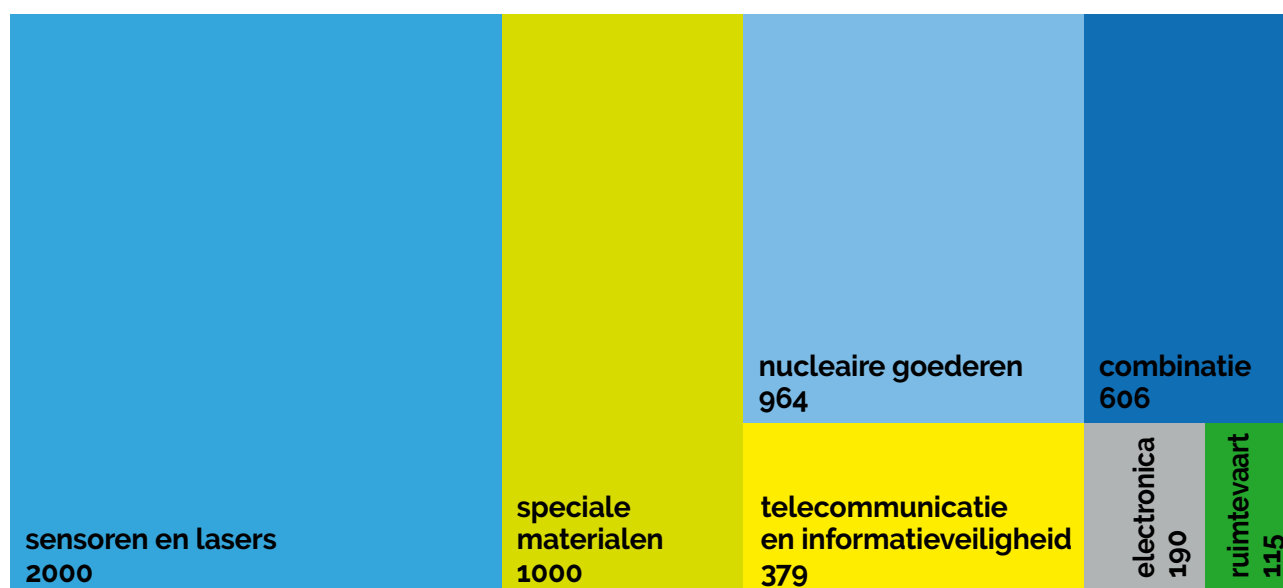 sensoren en lasers
2000
speciale
materialen
1000
nucleaire goederen
964
combinatie
606
telecommunicatie
en informatieveiligheid
379
electronica
190
ruimtevaart
115